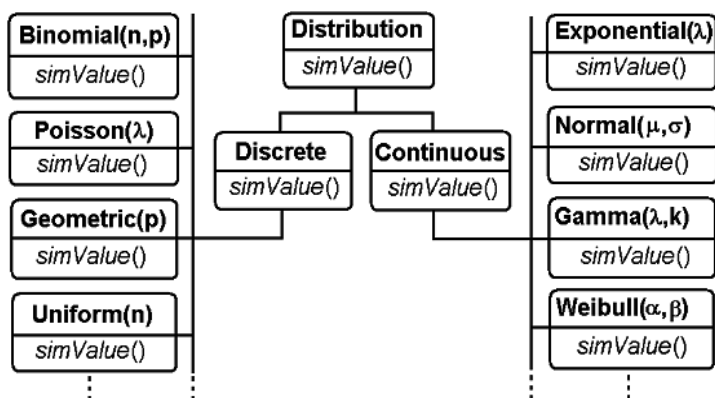 Binomial(n,p)
simValue()
Poisson(λ)
simValue()
Geometric(p)
simValue()
Uniform(n)
simValue()
Distribution
simValue()
Discrete
simValue()
Continuous
simValue()
Exponential(λ)
simValue()
Normal(μ,σ)
simValue()
Gamma(λ,k)
simValue()
Weibull(α,β)
simValue()